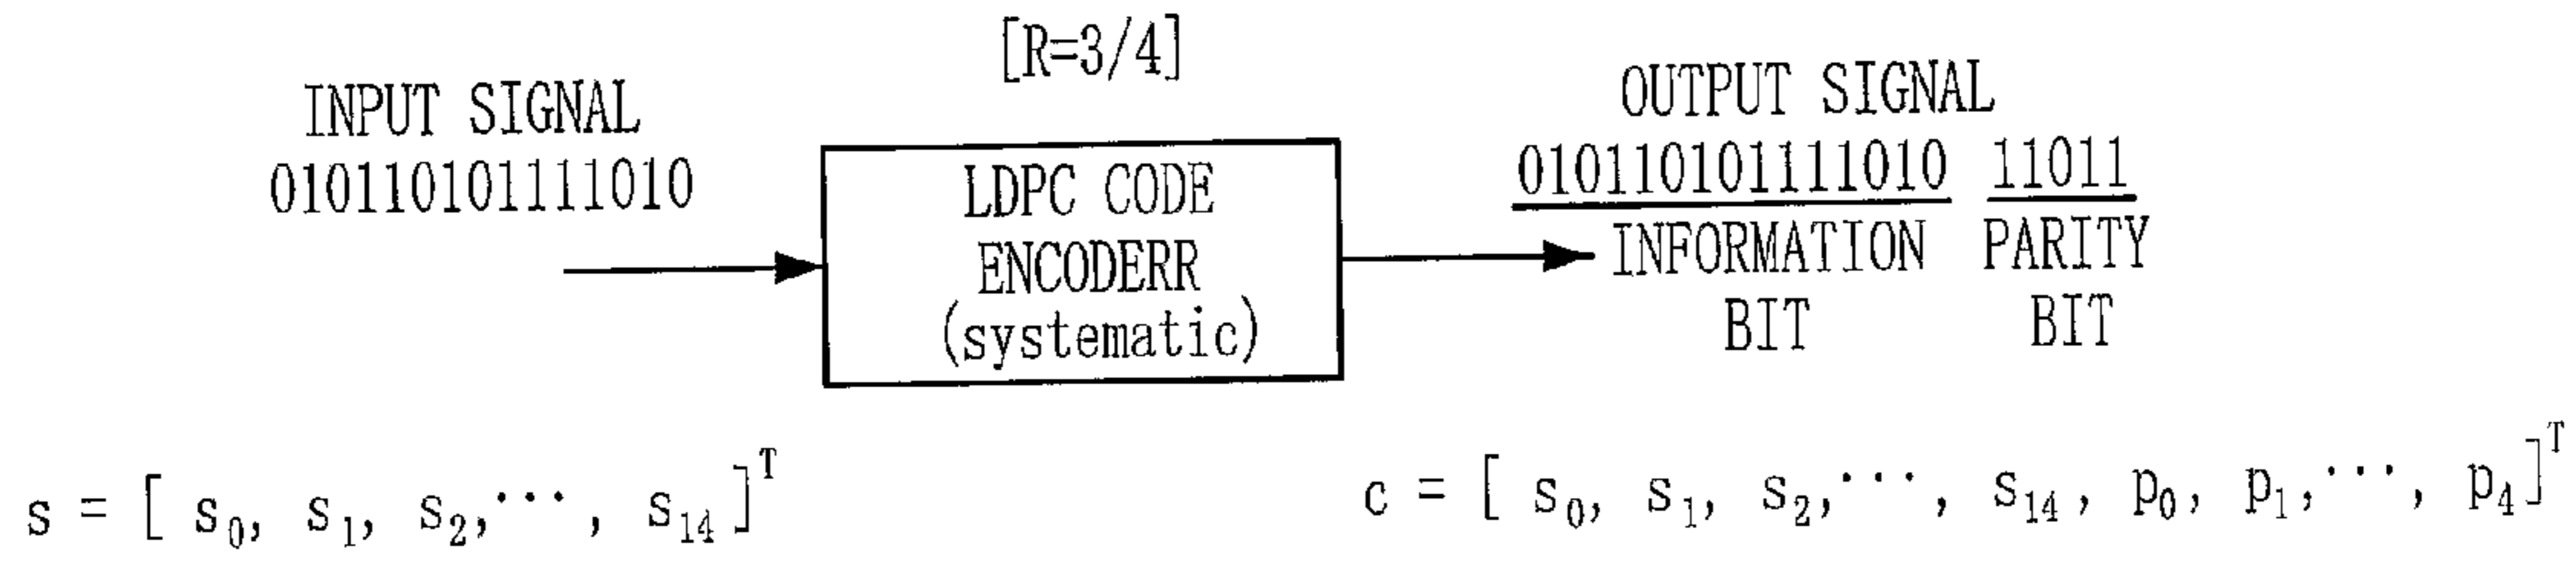 [R=3/4]
INPUT SIGNAL
010110101111010
LDPC CODE
ENCODERR
(systematic)
OUTPUT SIGNAL
010110101111010 11011
INFORMATION PARITY
BIT BIT
s = [ s₀, s₁, s₂,···, s₁₄ ]ᵀ
c = [ s₀, s₁, s₂,···, s₁₄, p₀, p₁,···, p₄]ᵀ